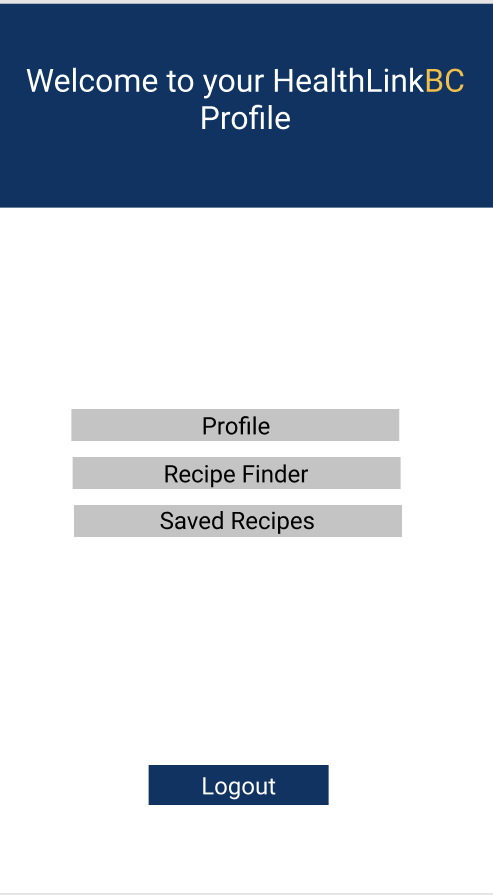 Welcome to your HealthLinkBC
Profile
Profile
Recipe Finder
Saved Recipes
Logout